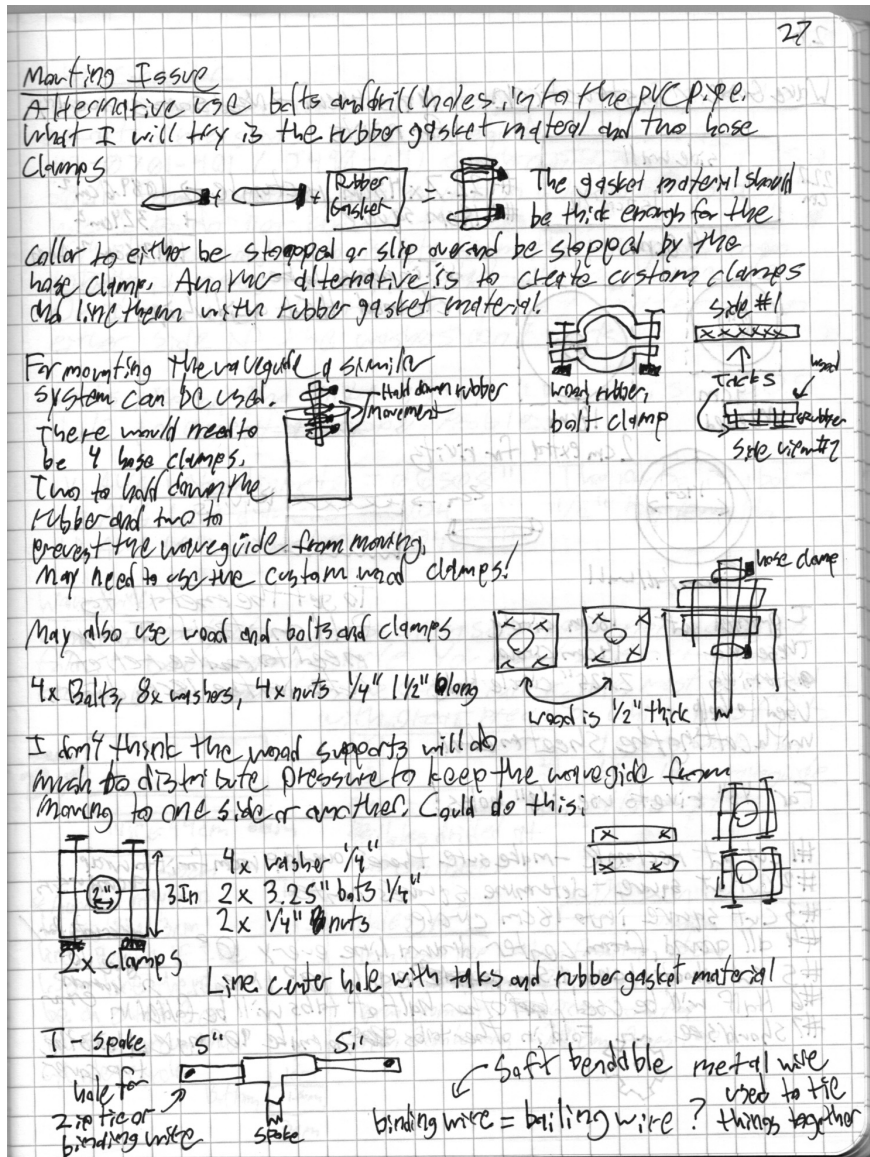 27
Mounting Issue
Alternative use bolts and drill holes into the PVC pipe.
What I will try is the rubber gasket material and two hose
Clamps
+ + Rubber Gasket =
The gasket material should
be thick enough for the
collar to either be stopped or slip over and be stopped by the
hose clamp. Another alternative is to create custom clamps
and line them with rubber gasket material.
Side #1
xxxxxx
Tacks
wood
rubber
Side view #2
wood, rubber,
bolt clamp
For mounting the waveguide a similar
system can be used.
Hold down rubber
movement
There would need to
be 4 hose clamps.
Two to hold down the
rubber and two to
prevent the waveguide from moving.
May need to use the custom wood clamps!
hose clamp
May also use wood and bolts and clamps
x x x x
x x x x
4x Bolts, 8x washers, 4x nuts 1/4" 1 1/2" long
wood is 1/2" thick
I don't think the wood supports will do
much to distribute pressure to keep the wavegide from
moving to one side or another. Could do this:
x x
x x
2"
3 In
4x washer 1/4"
2x 3.25" bolts 1/4"
2x 1/4" nuts
2x clamps
Line center hole with taks and rubber gasket material
T-spoke
5"
5"
hole for
zip tie or
binding wire
spoke
Soft bendable metal wire
used to tie
things together
binding wire = bailing wire ?